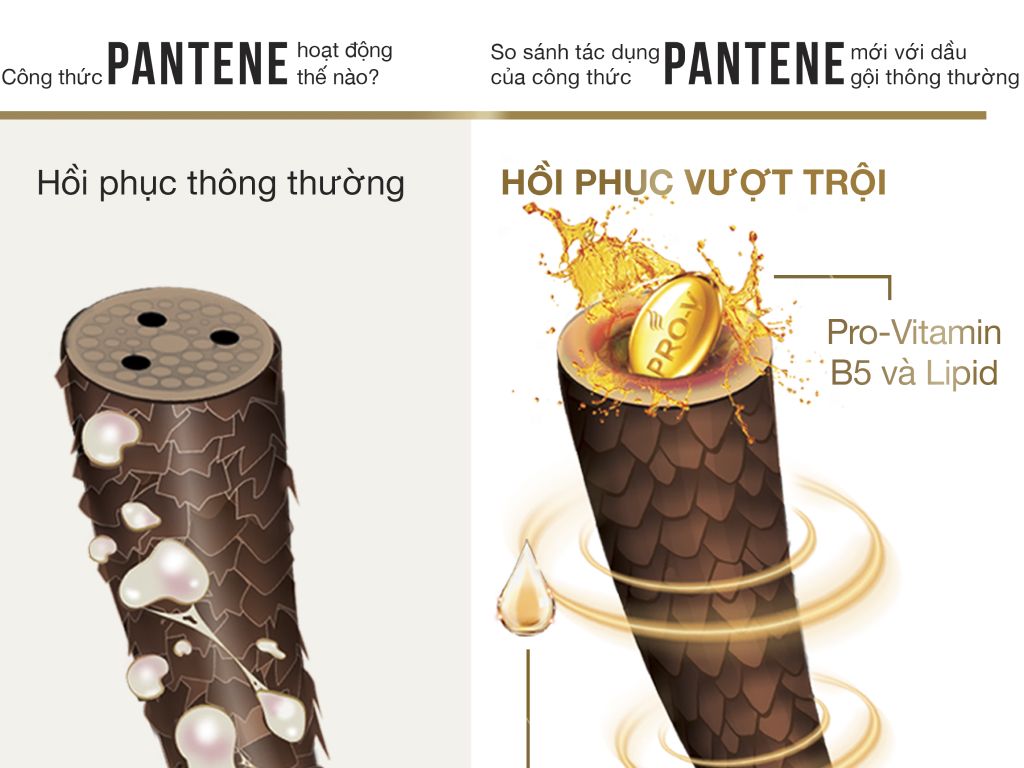 Công thức PANTENE hoạt động
thế nào?
So sánh tác dụng
của công thức PANTENE mới với dầu
gội thông thường
Hồi phục thông thường
HỒI PHỤC VƯỢT TRỘI
PRO-V
Pro-Vitamin
B5 và Lipid